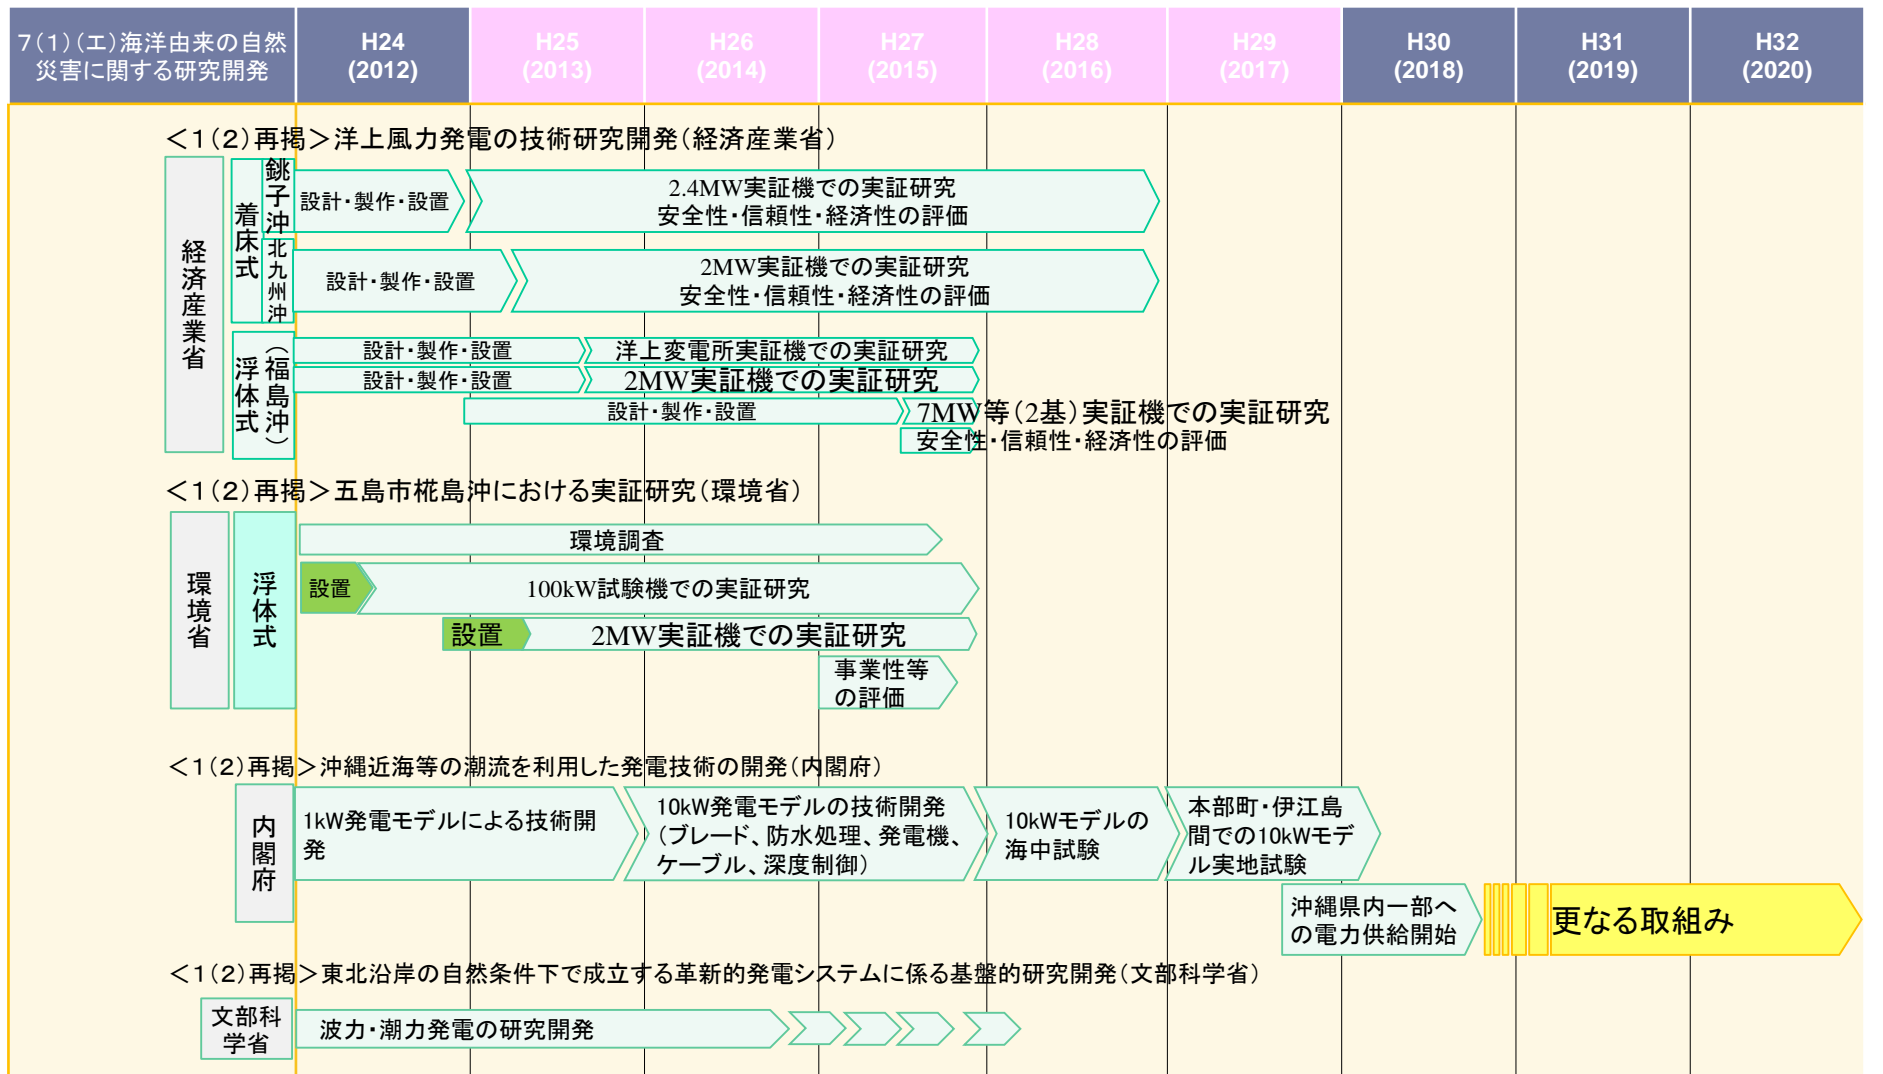 7(1)(エ)海洋由来の自然
災害に関する研究開発
H24
(2012)
H25
(2013)
H26
(2014)
H27
(2015)
H28
(2016)
H29
(2017)
H30
(2018)
H31
(2019)
H32
(2020)
＜1(2)再掲＞洋上風力発電の技術研究開発(経済産業省)
経済産業省
着床式
銚子沖
設計・製作・設置
2.4MW実証機での実証研究
安全性・信頼性・経済性の評価
北九州沖
設計・製作・設置
2MW実証機での実証研究
安全性・信頼性・経済性の評価
浮体式
(福島沖)
設計・製作・設置
洋上変電所実証機での実証研究
設計・製作・設置
2MW実証機での実証研究
設計・製作・設置
7MW等(2基)実証機での実証研究
安全性・信頼性・経済性の評価
＜1(2)再掲＞五島市椛島沖における実証研究(環境省)
環境省
浮体式
環境調査
設置
100kW試験機での実証研究
設置
2MW実証機での実証研究
事業性等
の評価
＜1(2)再掲＞沖縄近海等の潮流を利用した発電技術の開発(内閣府)
内閣府
1kW発電モデルによる技術開
発
10kW発電モデルの技術開発
(ブレード、防水処理、発電機、
ケーブル、深度制御)
10kWモデルの
海中試験
本部町・伊江島
間での10kWモデ
ル実地試験
沖縄県内一部へ
の電力供給開始
更なる取組み
＜1(2)再掲＞東北沿岸の自然条件下で成立する革新的発電システムに係る基盤的研究開発(文部科学省)
文部科
学省
波力・潮力発電の研究開発